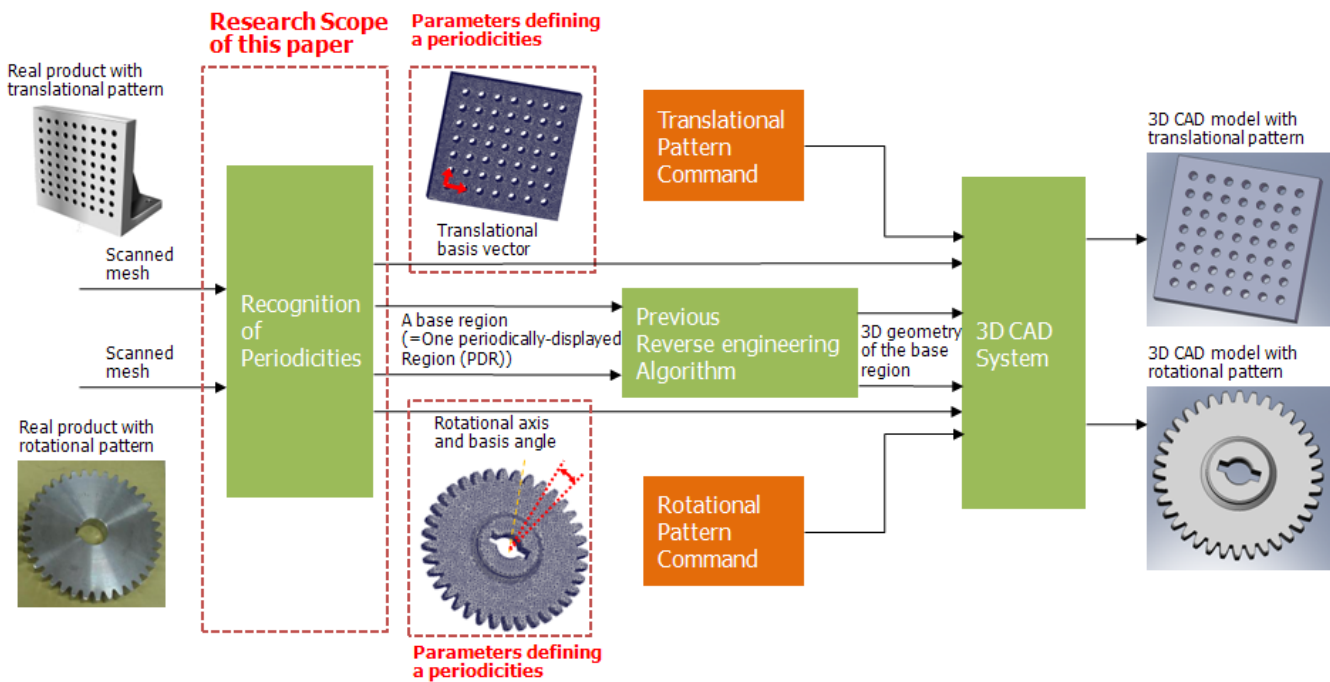 Research Scope
of this paper
Parameters defining
a periodicities
Real product with
translational pattern
Translational
Pattern
Command
3D CAD model with
translational pattern
Translational
basis vector
Scanned
mesh
Recognition
of
Periodicities
A base region
(=One periodically-displayed
Region (PDR))
Previous
Reverse engineering
Algorithm
3D geometry
of the base
region
3D CAD
System
Scanned
mesh
3D CAD model with
rotational pattern
Real product with
rotational pattern
Rotational axis
and basis angle
Rotational
Pattern
Command
Parameters defining
a periodicities